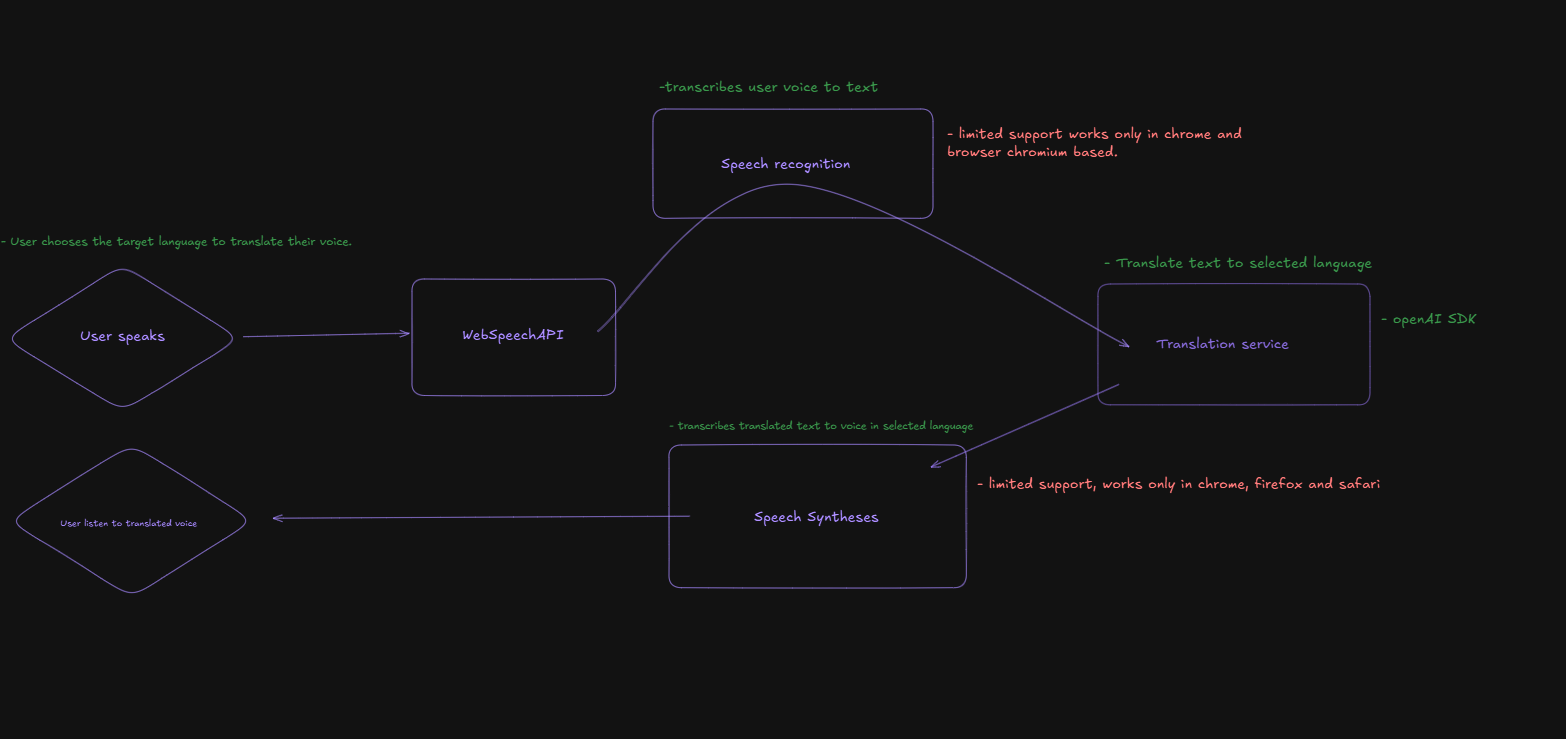 -transcribes user voice to text
- limited support works only in chrome and
browser chromium based.
Speech recognition
- User chooses the target language to translate their voice.
- Translate text to selected language
- openAI SDK
User speaks
WebSpeechAPI
Translation service
- transcribes translated text to voice in selected language
- limited support, works only in chrome, firefox and safari
Speech Syntheses
User listen to translated voice